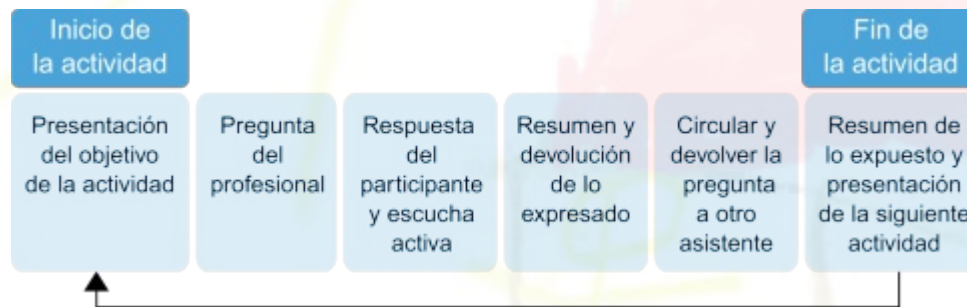 Inicio de
la actividad
Fin de
la actividad
Presentación
del objetivo
de la actividad
Pregunta
del
profesional
Respuesta
del
participante
y escucha
activa
Resumen y
devolución
de lo
expresado
Circular y
devolver la
pregunta
a otro
asistente
Resumen de
lo expuesto y
presentación
de la siguiente
actividad